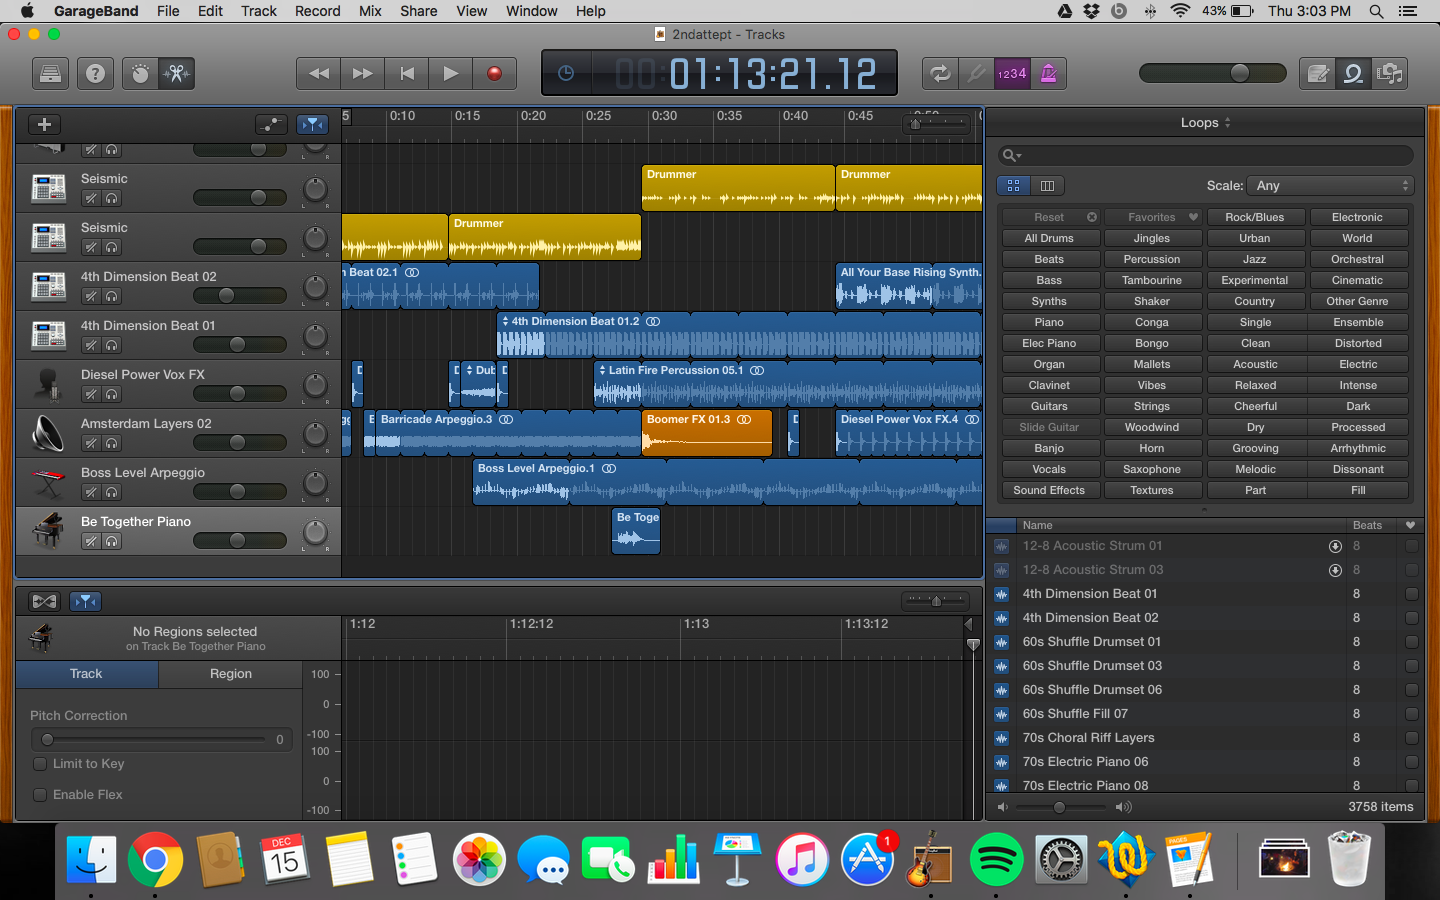 GarageBand File Edit Track Record Mix Share View Window Help 43% Thu 3:03 PM
2ndattept - Tracks
01:13:21.12
1234
0:10 0:15 0:20 0:25 0:30 0:35 0:40 0:45 0:50
Loops
Scale: Any
Seismic
Drummer Drummer
Seismic
Drummer
4th Dimension Beat 02
Beat 02.1
All Your Base Rising Synth.
4th Dimension Beat 01
4th Dimension Beat 01.2
Diesel Power Vox FX
Dub
Latin Fire Percussion 05.1
Amsterdam Layers 02
Barricade Arpeggio.3
Boomer FX 01.3
Diesel Power Vox FX.4
Boss Level Arpeggio
Boss Level Arpeggio.1
Be Together Piano
Be Toge
Reset Favorites Rock/Blues Electronic
All Drums Jingles Urban World
Beats Percussion Jazz Orchestral
Bass Tambourine Experimental Cinematic
Synths Shaker Country Other Genre
Piano Conga Single Ensemble
Elec Piano Bongo Clean Distorted
Organ Mallets Acoustic Electric
Clavinet Vibes Relaxed Intense
Guitars Strings Cheerful Dark
Slide Guitar Woodwind Dry Processed
Banjo Horn Grooving Arrhythmic
Vocals Saxophone Melodic Dissonant
Sound Effects Textures Part Fill
Name Beats
12-8 Acoustic Strum 01 8
12-8 Acoustic Strum 03 8
4th Dimension Beat 01 8
4th Dimension Beat 02 8
60s Shuffle Drumset 01 8
60s Shuffle Drumset 03 8
60s Shuffle Drumset 06 8
60s Shuffle Fill 07 8
70s Choral Riff Layers 8
70s Electric Piano 06 8
70s Electric Piano 08 8
3758 items
No Regions selected
on Track Be Together Piano
Track Region
Pitch Correction
0
Limit to Key
Enable Flex
1:12 1:12:12 1:13 1:13:12
100
0
-100
100
0
-100
DEC
15
1
PAGES